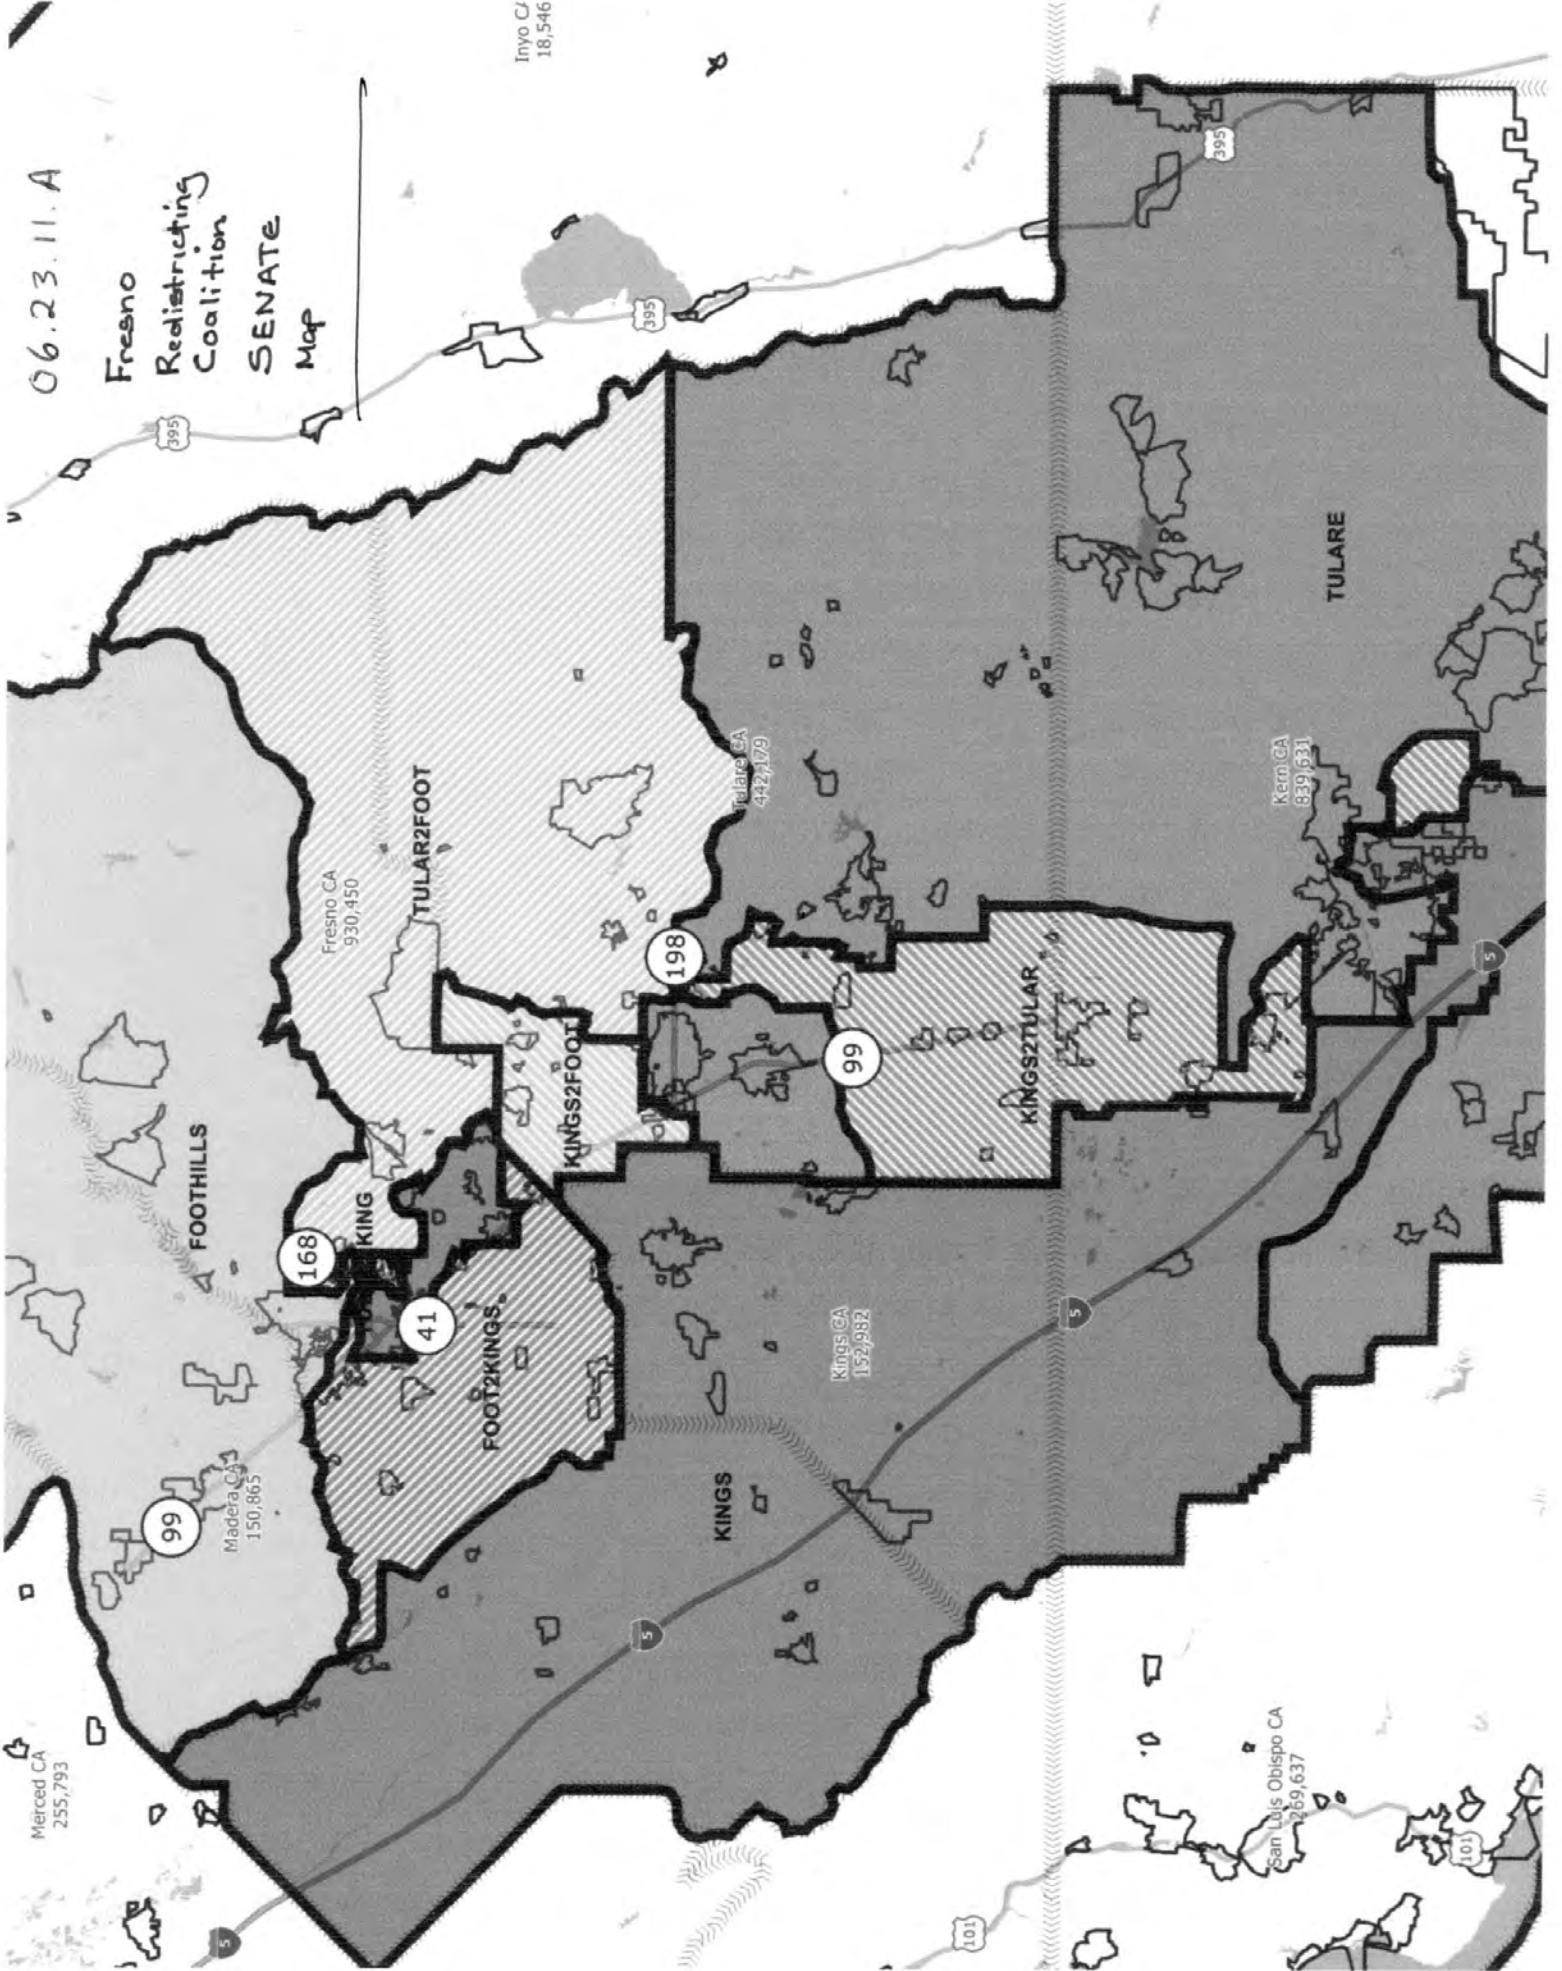 06.23.11.A
Fresno
Redistricting
Coalition
SENATE
Map
Inyo CA
18,546
395
395
395
Fresno CA
930,450
TULAR2FOOT
Tulare CA
442,179
TULARE
Kern CA
839,631
FOOTHILLS
168
KING
41
KINGS2FOOT
198
99
KINGS2TULAR
5
FOOT2KINGS
Kings CA
152,982
5
99
Madera CA
150,865
KINGS
5
Merced CA
255,793
5
San Luis Obispo CA
269,637
101
101